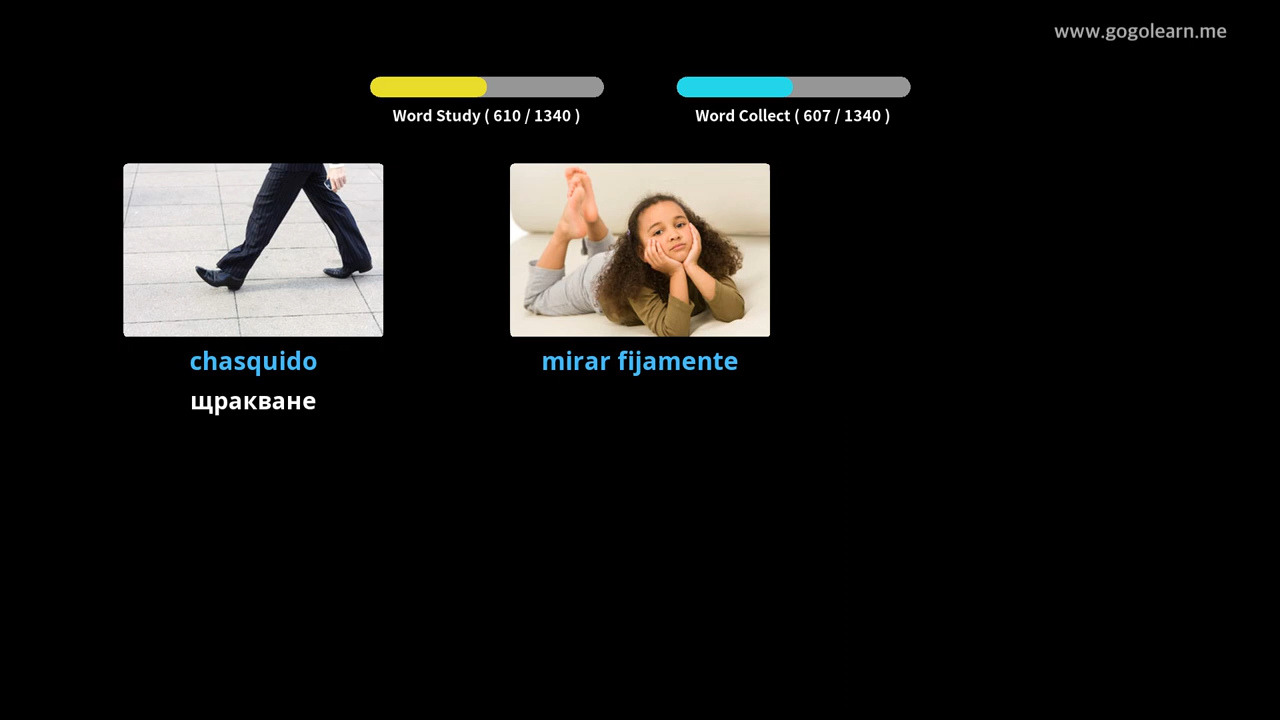 www.gogolearn.me
Word Study ( 610 / 1340 )
Word Collect ( 607 / 1340 )
chasquido
mirar fijamente
щракване